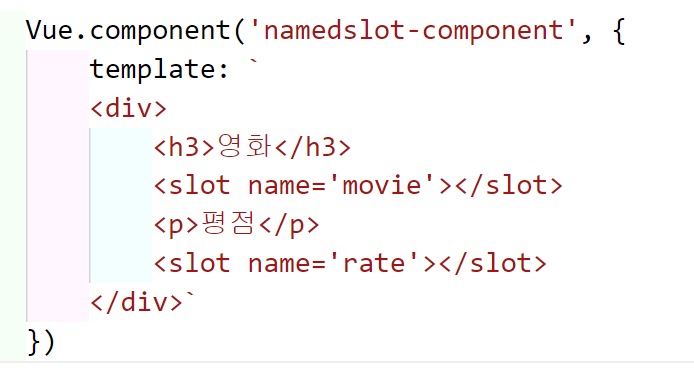 Vue.component('namedslot-component', {
    template: `
    <div>
        <h3>영화</h3>
        <slot name='movie'></slot>
        <p>평점</p>
        <slot name='rate'></slot>
    </div>`
})